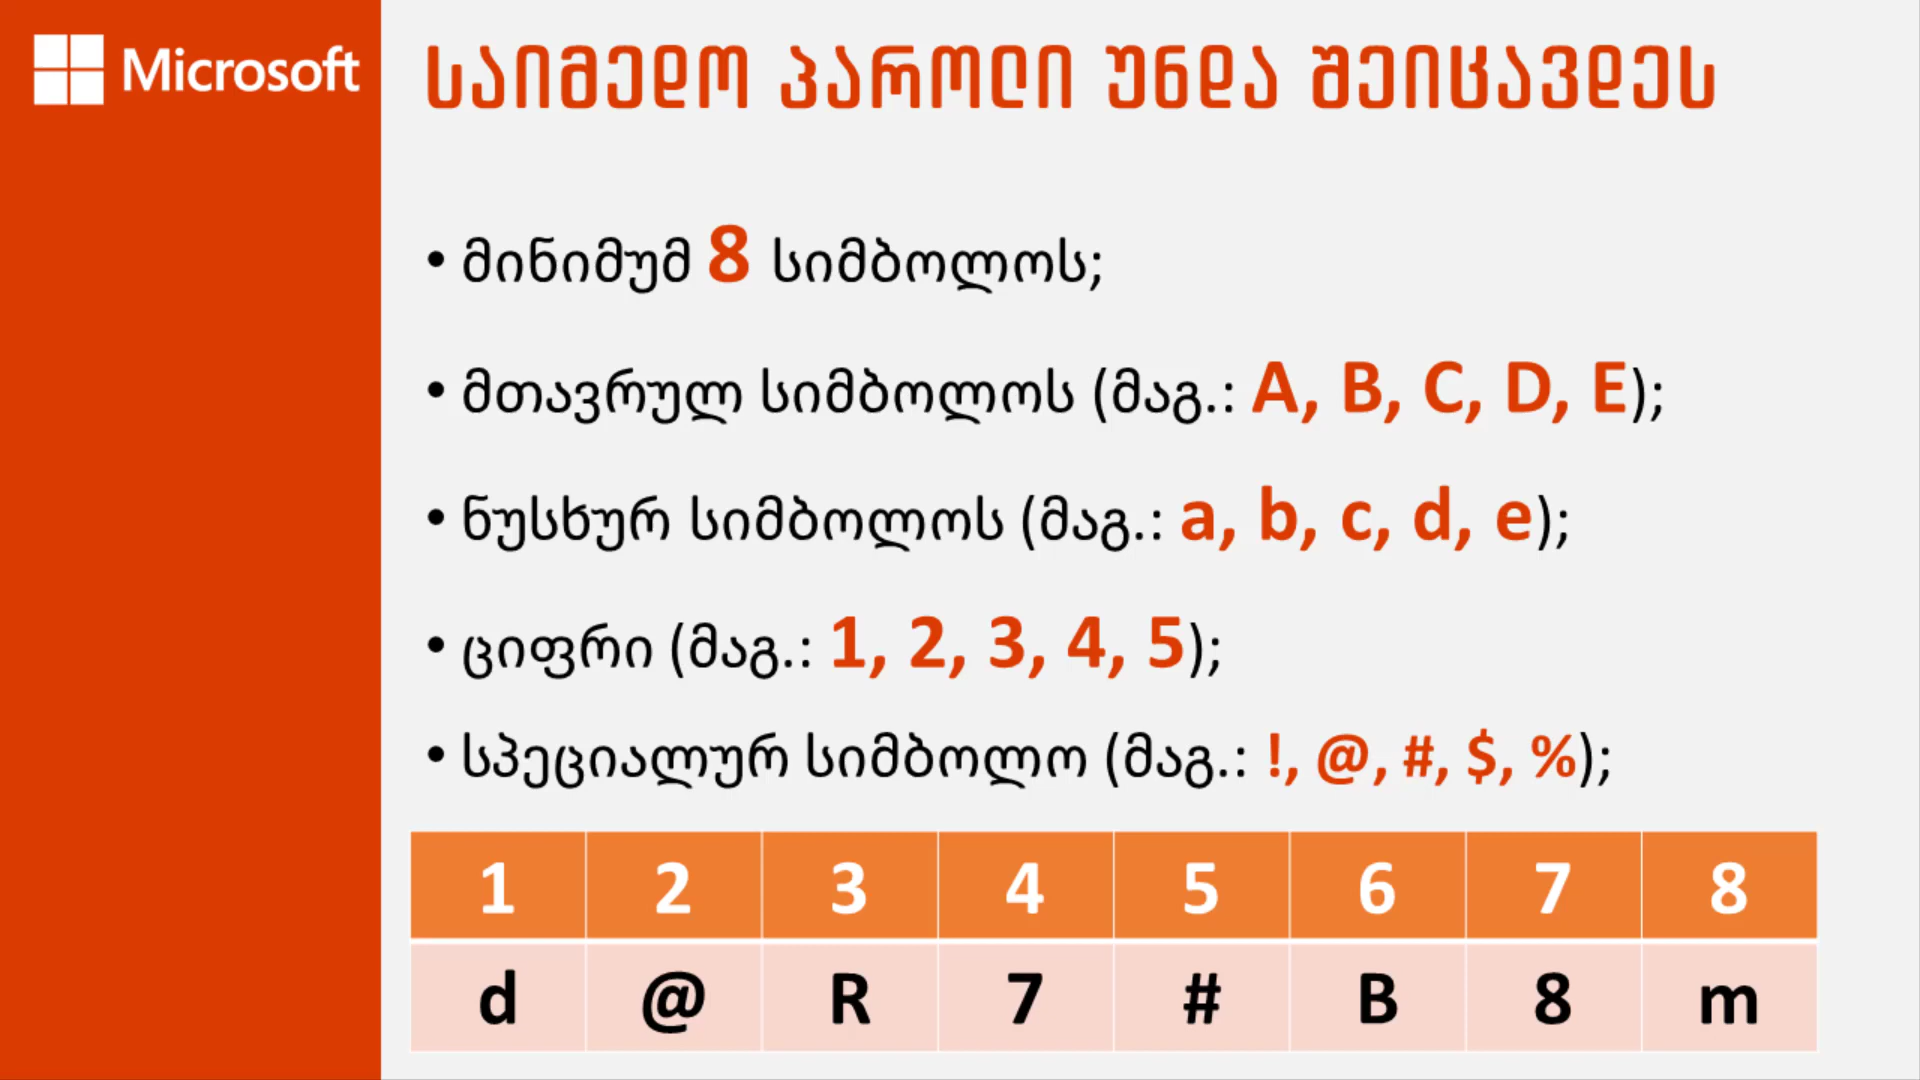 Microsoft
საიმედო პაროლი უნდა შეიცავდეს
• მინიმუმ 8 სიმბოლოს;
• მთავრულ სიმბოლოს (მაგ.: A, B, C, D, E);
• ნუსხურ სიმბოლოს (მაგ.: a, b, c, d, e);
• ციფრი (მაგ.: 1, 2, 3, 4, 5);
• სპეციალურ სიმბოლო (მაგ.: !, @, #, $, %);
1 2 3 4 5 6 7 8
d @ R 7 # B 8 m